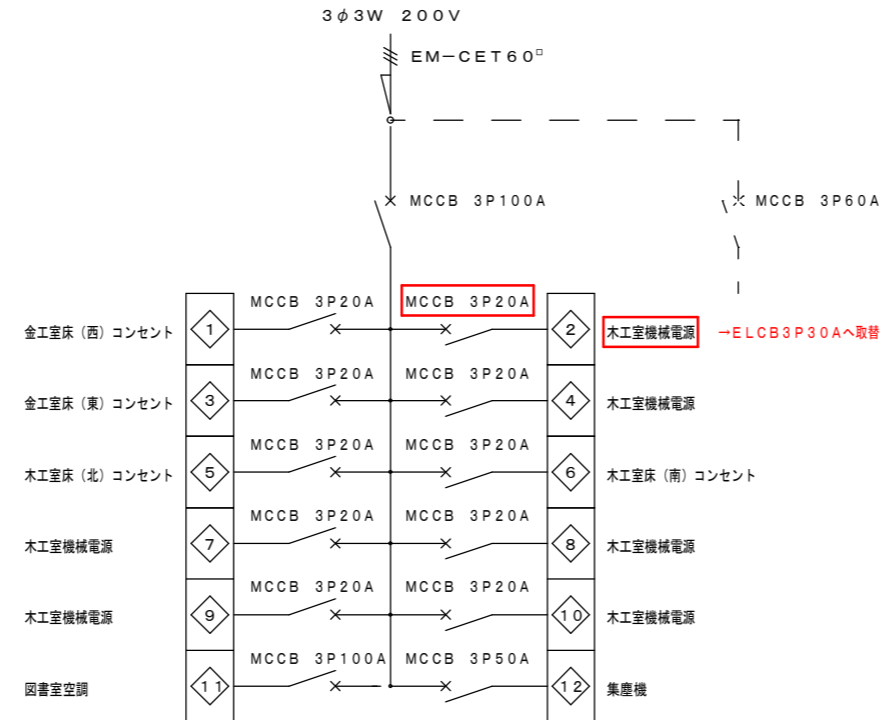 3φ3W 200V
EM−CET60□
MCCB 3P100A
MCCB 3P60A
MCCB 3P20A
MCCB 3P20A
金工室床（西）コンセント
1
2
木工室機械電源
→ELCB3P30Aへ取替
MCCB 3P20A
MCCB 3P20A
金工室床（東）コンセント
3
4
木工室機械電源
MCCB 3P20A
MCCB 3P20A
木工室床（北）コンセント
5
6
木工室床（南）コンセント
MCCB 3P20A
MCCB 3P20A
木工室機械電源
7
8
木工室機械電源
MCCB 3P20A
MCCB 3P20A
木工室機械電源
9
10
木工室機械電源
MCCB 3P100A
MCCB 3P50A
図書室空調
11
12
集塵機